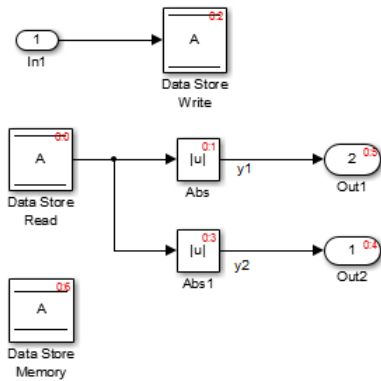 0:2
1
A
In1
Data Store
Write
0:0
A
Data Store
Read
0:1
|u|
Abs
y1
0:5
2
Out1
0:3
|u|
Abs1
y2
0:4
1
Out2
0:6
A
Data Store
Memory